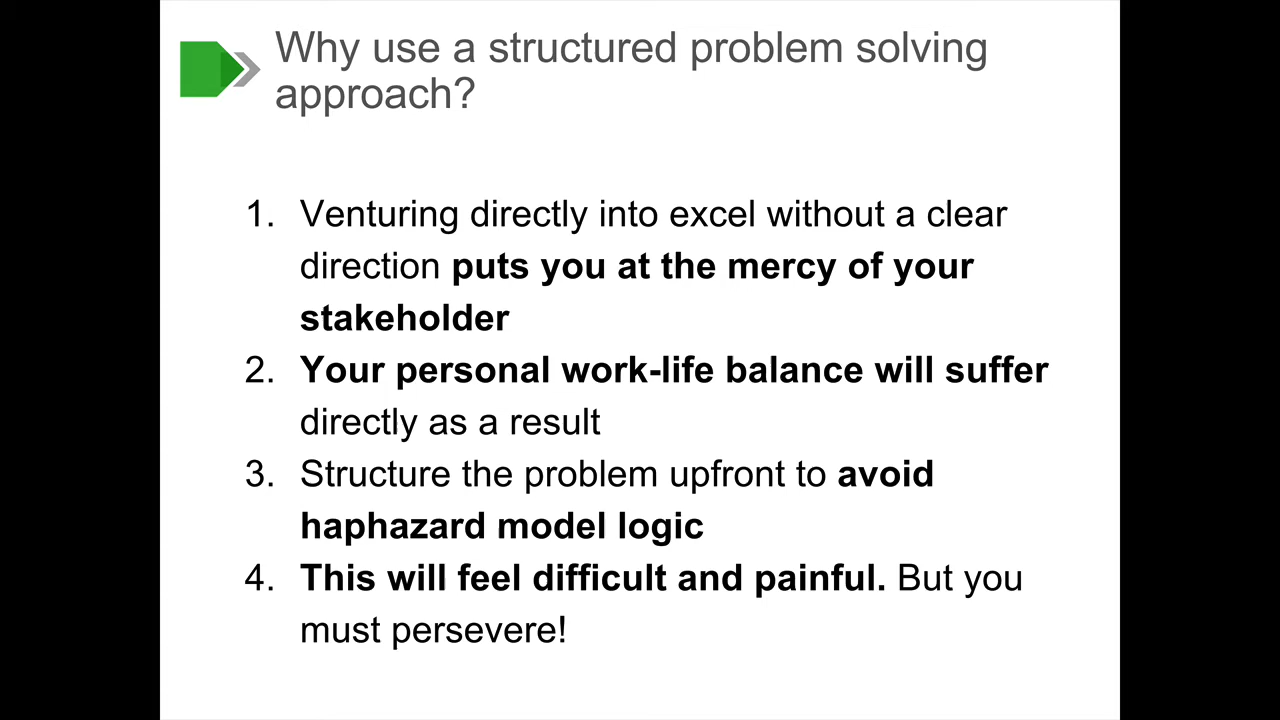 Why use a structured problem solving
approach?
1. Venturing directly into excel without a clear
direction puts you at the mercy of your
stakeholder
2. Your personal work-life balance will suffer
directly as a result
3. Structure the problem upfront to avoid
haphazard model logic
4. This will feel difficult and painful. But you
must persevere!